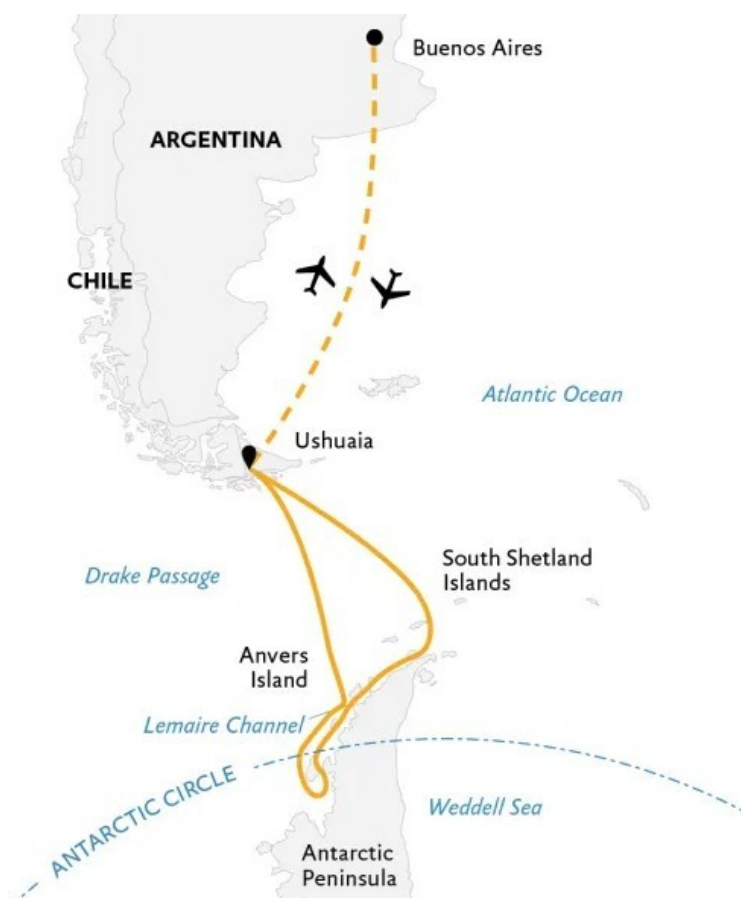 Buenos Aires
ARGENTINA
CHILE
Atlantic Ocean
Ushuaia
South Shetland
Islands
Drake Passage
Anvers
Island
Lemaire Channel
ANTARCTIC CIRCLE
Weddell Sea
Antarctic
Peninsula